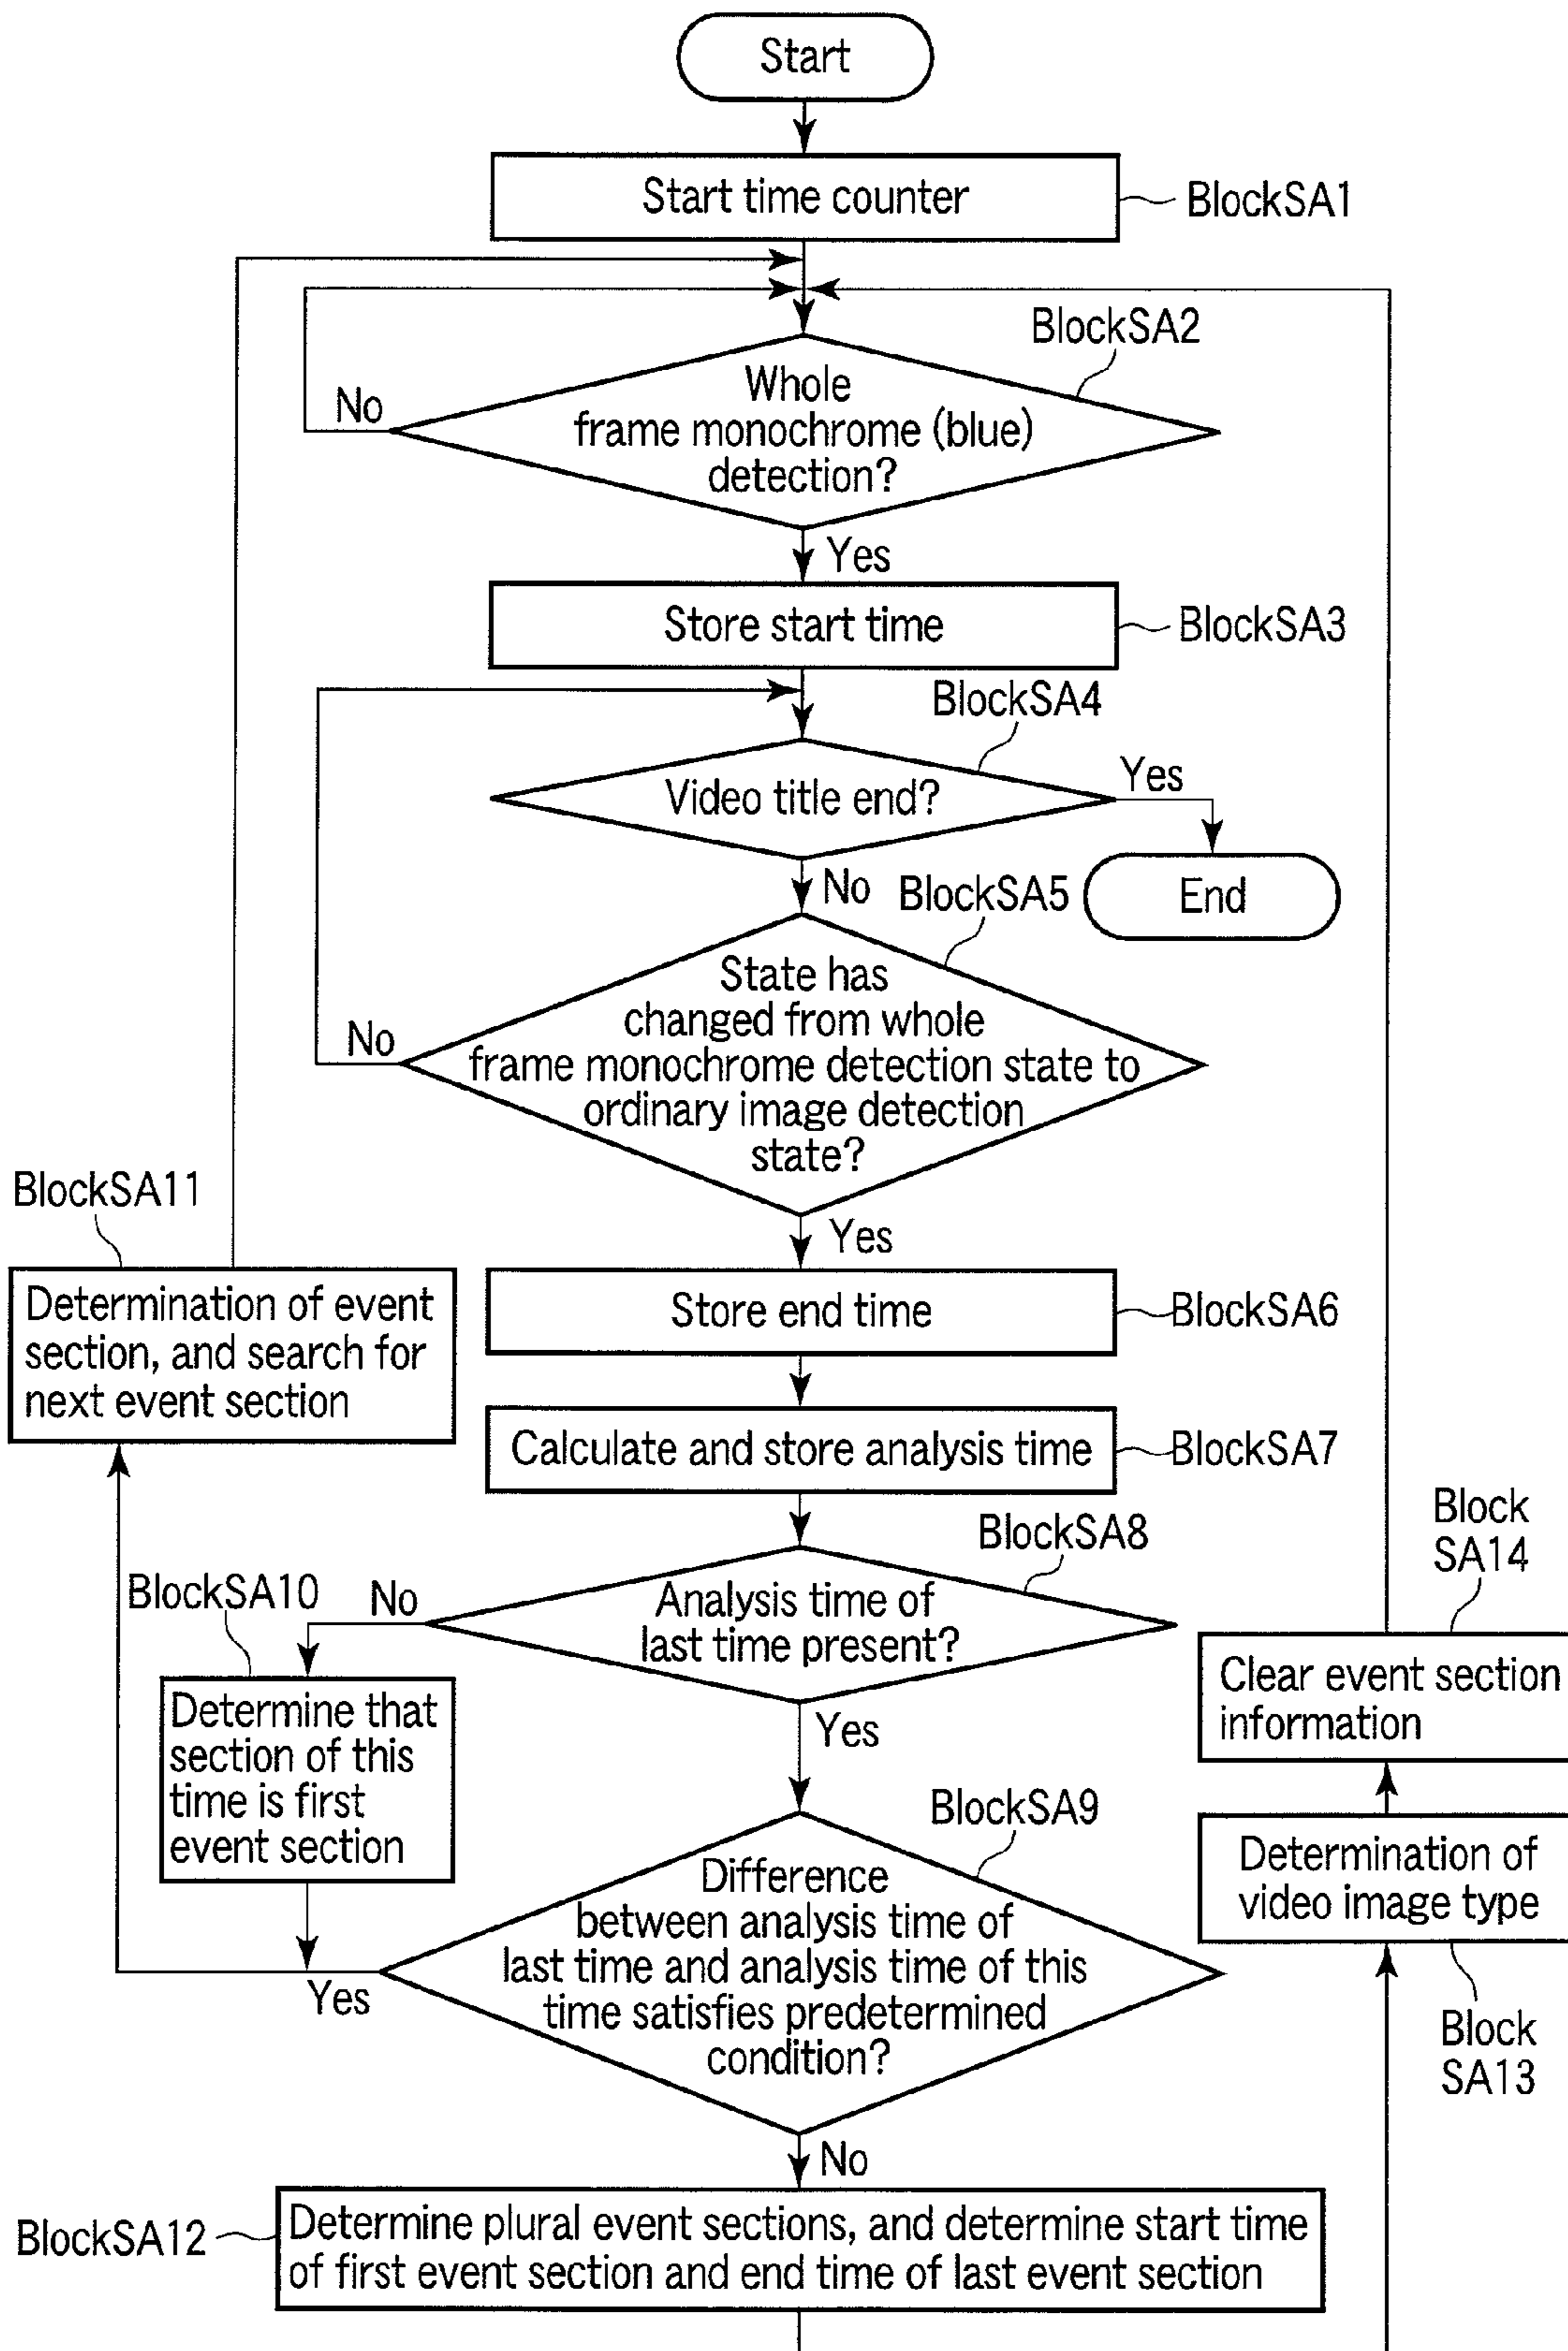 Start
Start time counter
BlockSA1
BlockSA2
Whole
frame monochrome (blue)
detection?
No
Yes
Store start time
BlockSA3
BlockSA4
Video title end?
Yes
End
No
BlockSA5
State has
changed from whole
frame monochrome detection state to
ordinary image detection
state?
No
Yes
BlockSA11
Determination of event
section, and search for
next event section
Store end time
BlockSA6
Calculate and store analysis time
BlockSA7
BlockSA8
Analysis time of
last time present?
No
Yes
BlockSA10
Determine that
section of this
time is first
event section
Block
SA14
Clear event section
information
BlockSA9
Difference
between analysis time of
last time and analysis time of this
time satisfies predetermined
condition?
Yes
No
Determination of
video image type
Block
SA13
BlockSA12
Determine plural event sections, and determine start time
of first event section and end time of last event section